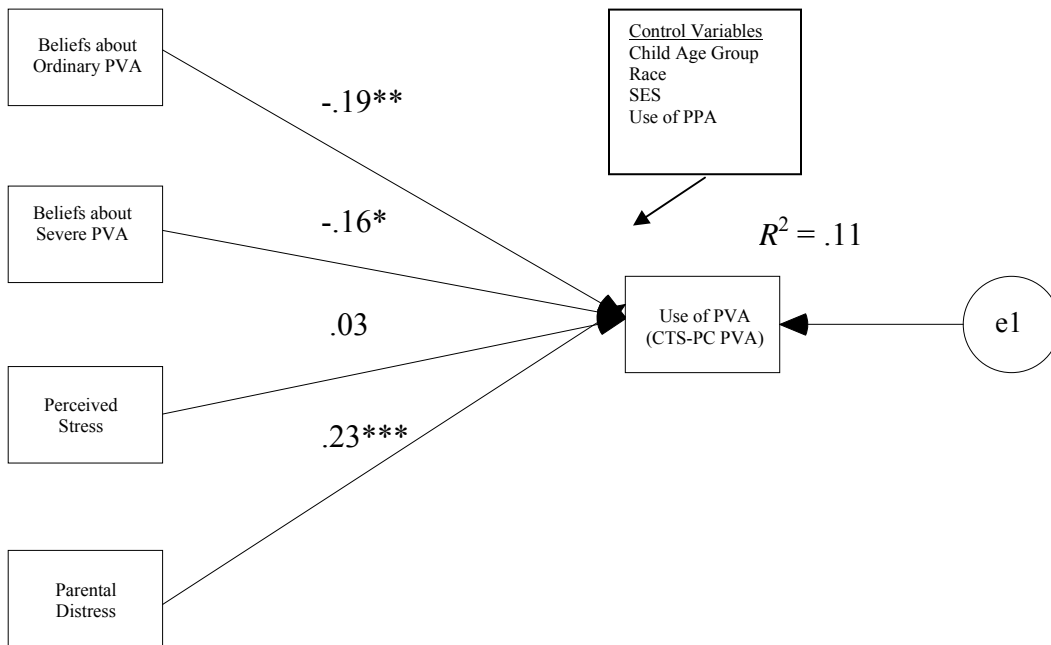 Beliefs about
Ordinary PVA
Control Variables
Child Age Group
Race
SES
Use of PPA
-.19**
Beliefs about
Severe PVA
-.16*
R² = .11
.03
Use of PVA
(CTS-PC PVA)
e1
Perceived
Stress
.23***
Parental
Distress